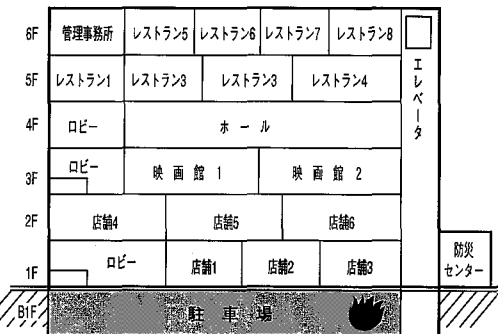 6F 管理事務所 レストラン5 レストラン6 レストラン7 レストラン8
エレベータ
5F レストラン1 レストラン3 レストラン3 レストラン4
4F ロビー ホール
3F ロビー 映画館1 映画館2
2F 店舗4 店舗5 店舗6
1F ロビー 店舗1 店舗2 店舗3
防災
センター
B1F 駐車場